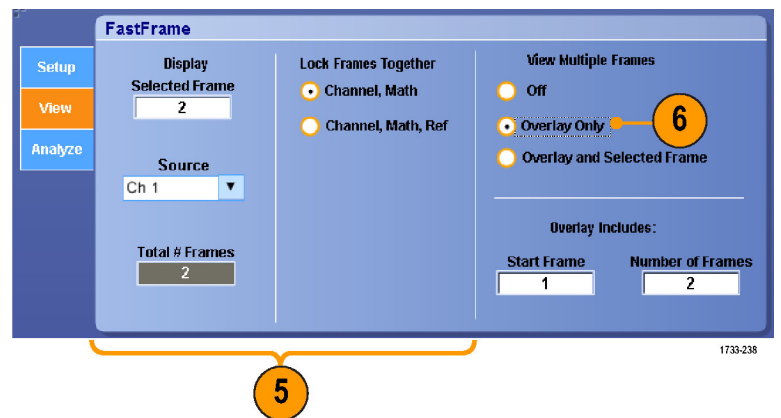 FastFrame
Setup
View
Analyze
Display
Selected Frame
2
Source
Ch 1
Total # Frames
2
Lock Frames Together
Channel, Math
Channel, Math, Ref
View Multiple Frames
Off
Overlay Only
6
Overlay and Selected Frame
Overlay Includes:
Start Frame
1
Number of Frames
2
1733-238
5